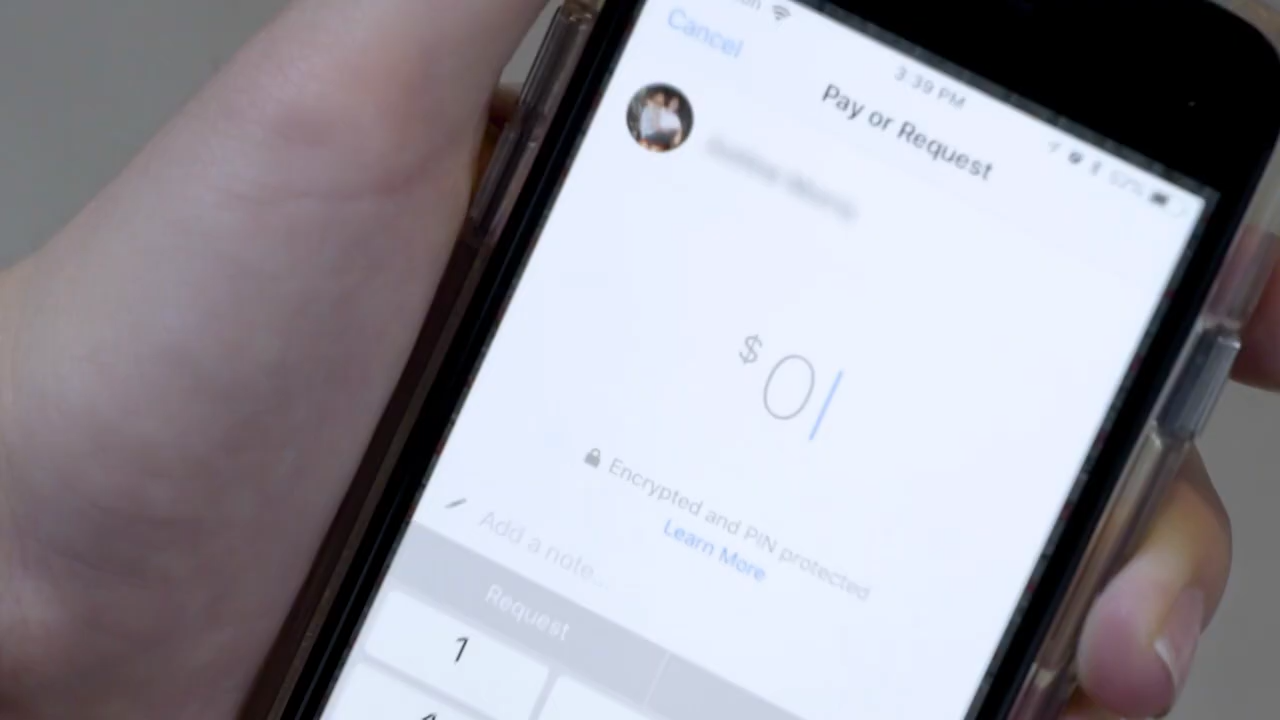 Cancel
3:39 PM
Pay or Request
$0
Encrypted and PIN protected
Learn More
Add a note...
Request
1